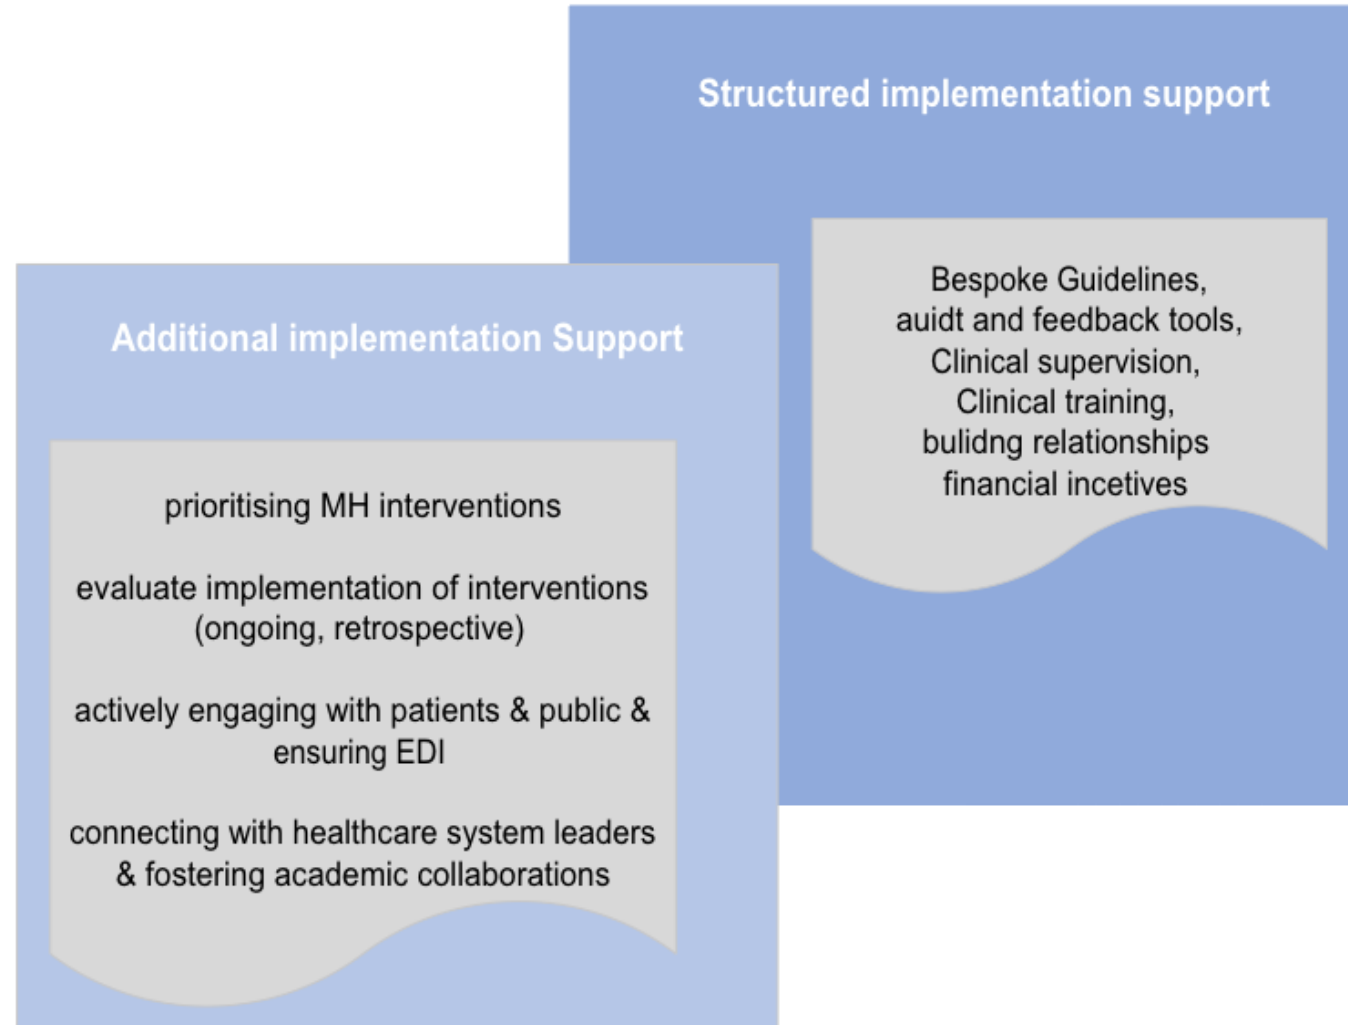 Structured implementation support
Bespoke Guidelines,
auidt and feedback tools,
Clinical supervision,
Clinical training,
bulidng relationships
financial incetives
Additional implementation Support
prioritising MH interventions
evaluate implementation of interventions
(ongoing, retrospective)
actively engaging with patients & public &
ensuring EDI
connecting with healthcare system leaders
& fostering academic collaborations